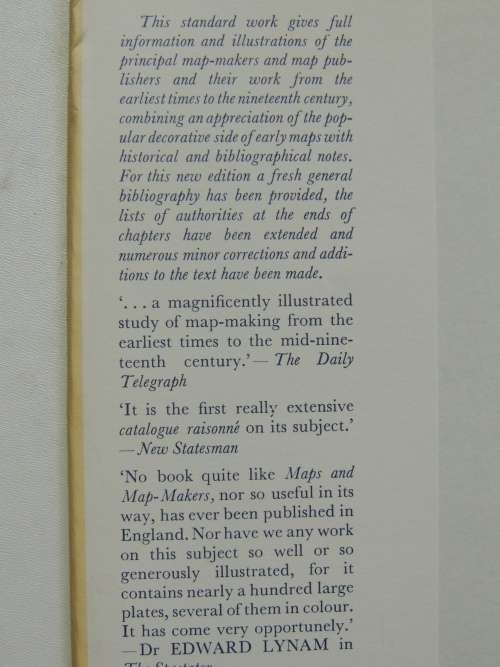 This standard work gives full
information and illustrations of the
principal map-makers and map pub-
lishers and their work from the
earliest times to the nineteenth century,
combining an appreciation of the pop-
ular decorative side of early maps with
historical and bibliographical notes.
For this new edition a fresh general
bibliography has been provided, the
lists of authorities at the ends of
chapters have been extended and
numerous minor corrections and addi-
tions to the text have been made.
‘. . . a magnificently illustrated
study of map-making from the
earliest times to the mid-nine-
teenth century.’ — The Daily
Telegraph
‘It is the first really extensive
catalogue raisonné on its subject.’
— New Statesman
‘No book quite like Maps and
Map-Makers, nor so useful in its
way, has ever been published in
England. Nor have we any work
on this subject so well or so
generously illustrated, for it
contains nearly a hundred large
plates, several of them in colour.
It has come very opportunely.’
— Dr EDWARD LYNAM in
The Spectator